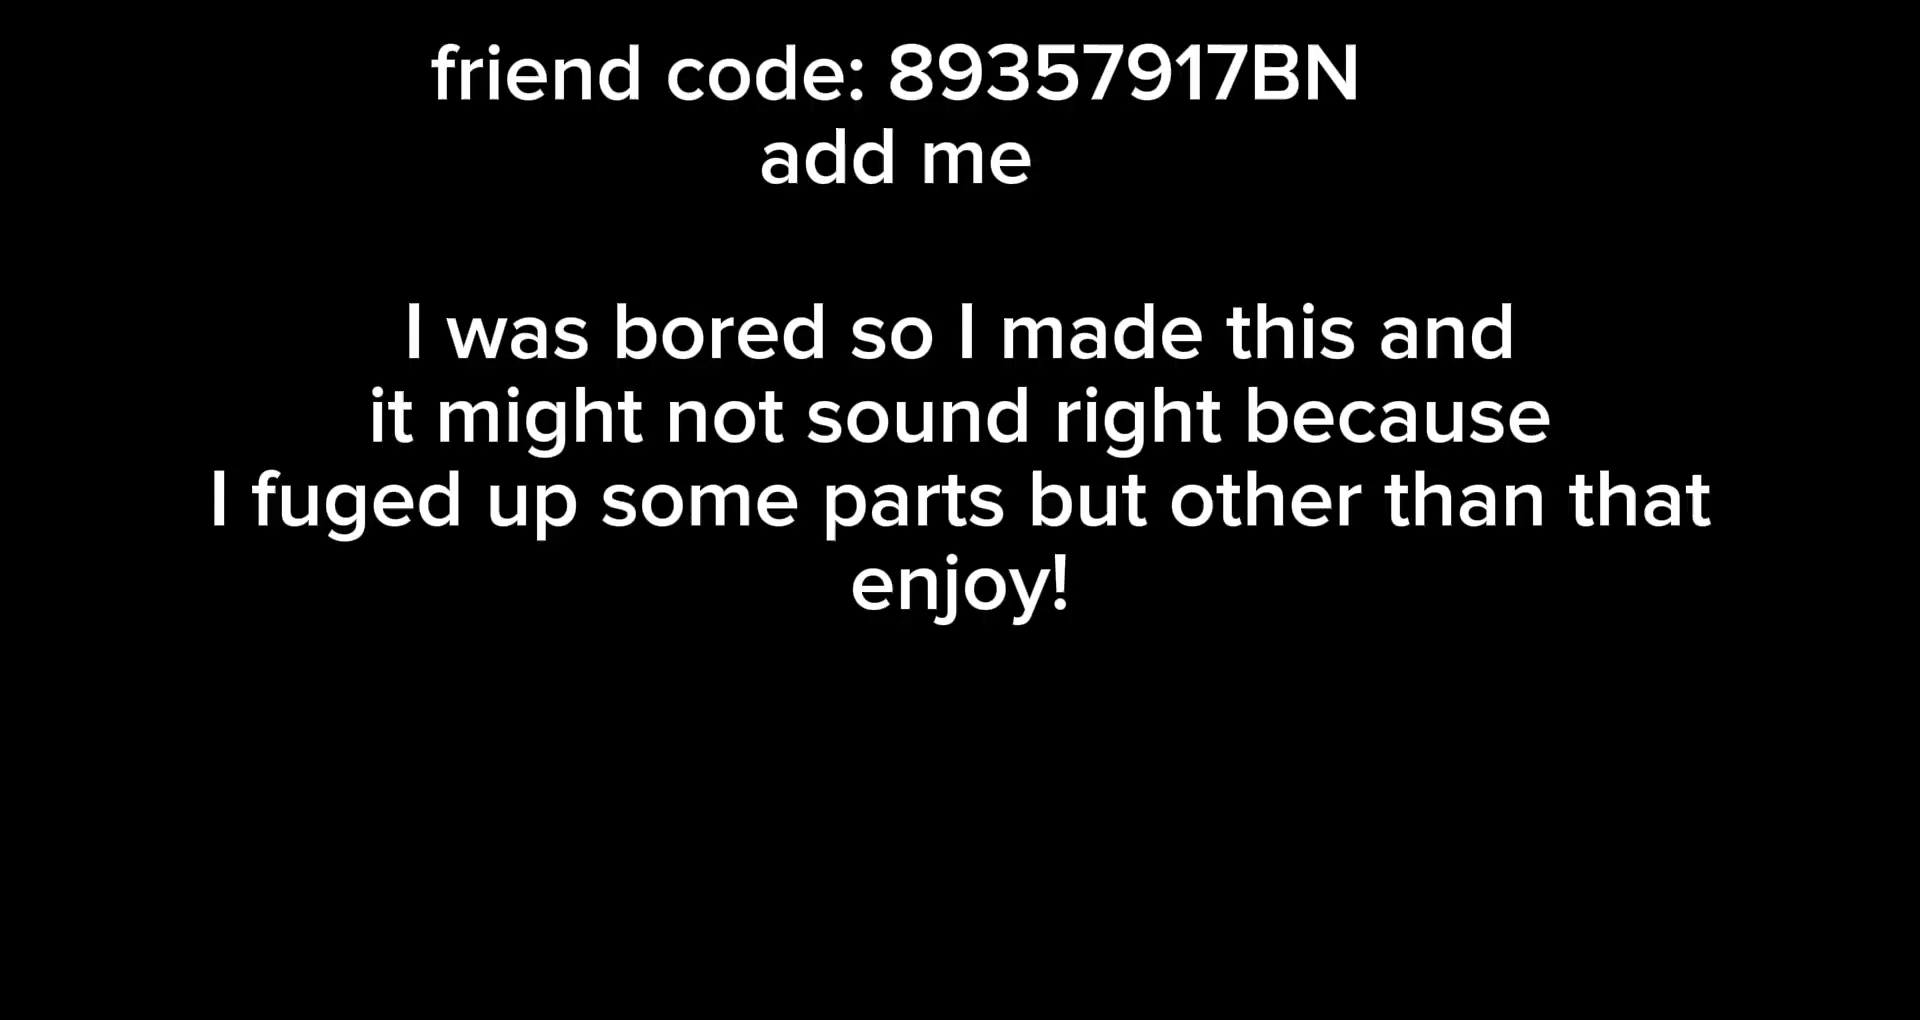 friend code: 89357917BN
add me
I was bored so I made this and
it might not sound right because
I fuged up some parts but other than that
enjoy!